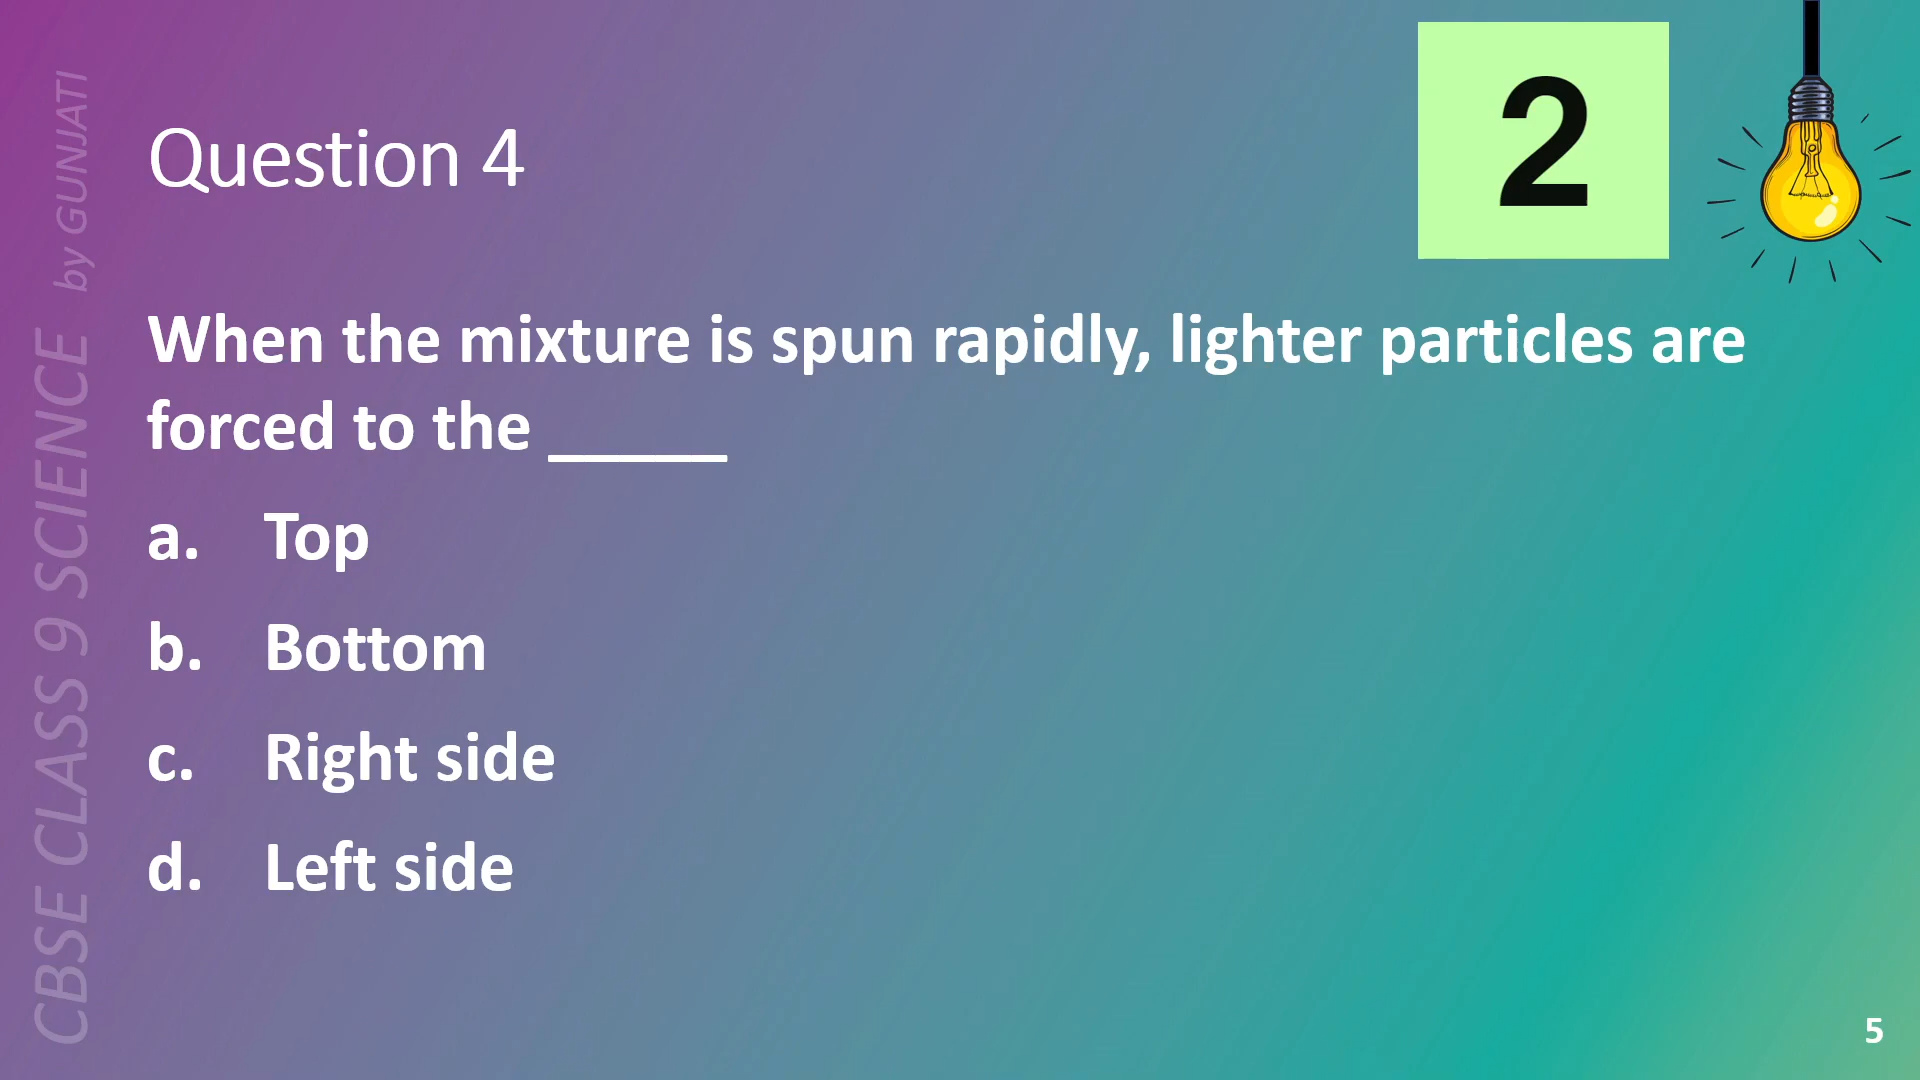 CBSE CLASS 9 SCIENCE by GUNJATI
Question 4
2
When the mixture is spun rapidly, lighter particles are
forced to the _____
a. Top
b. Bottom
c. Right side
d. Left side
5